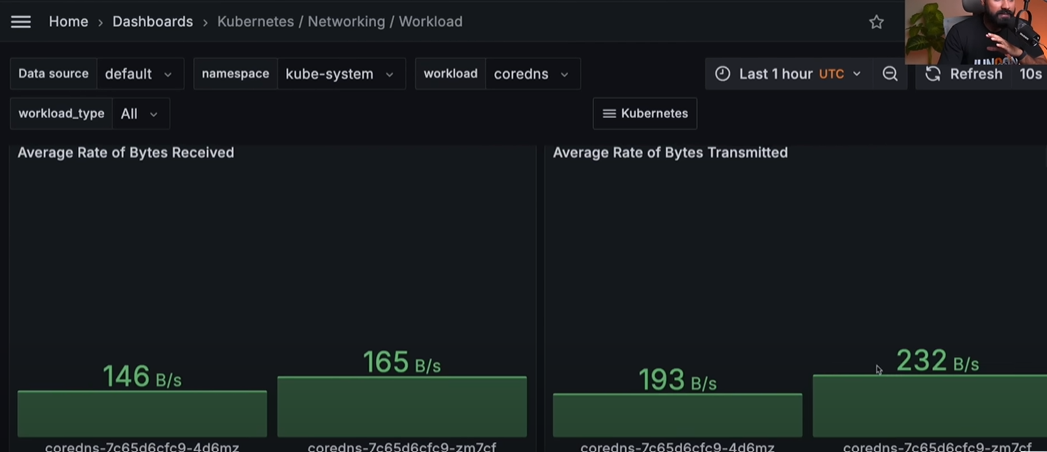 Home > Dashboards > Kubernetes / Networking / Workload
Data source default namespace kube-system workload coredns Last 1 hour UTC Refresh 10s
workload_type All Kubernetes
Average Rate of Bytes Received Average Rate of Bytes Transmitted
146 B/s 165 B/s 193 B/s 232 B/s
coredns-7c65d6cfc9-4d6mz coredns-7c65d6cfc9-zm7cf coredns-7c65d6cfc9-4d6mz coredns-7c65d6cfc9-zm7cf